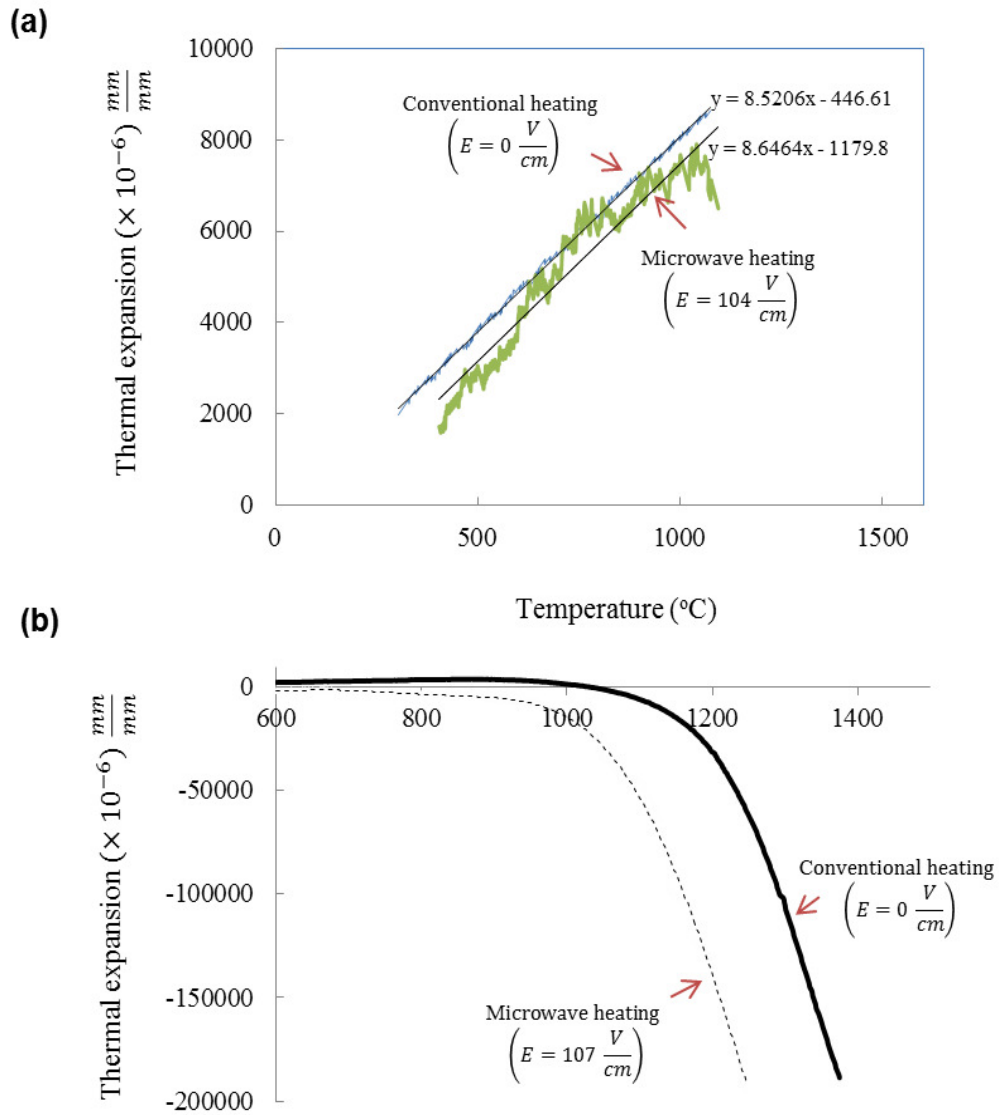 (a)
Thermal expansion (× 10⁻⁶) mm/mm
10000
8000
6000
4000
2000
0
0 500 1000 1500
Conventional heating
(E = 0 V/cm)
y = 8.5206x - 446.61
y = 8.6464x - 1179.8
Microwave heating
(E = 104 V/cm)
Temperature (°C)
(b)
Thermal expansion (× 10⁻⁶) mm/mm
0
-50000
-100000
-150000
-200000
600 800 1000 1200 1400
Conventional heating
(E = 0 V/cm)
Microwave heating
(E = 107 V/cm)